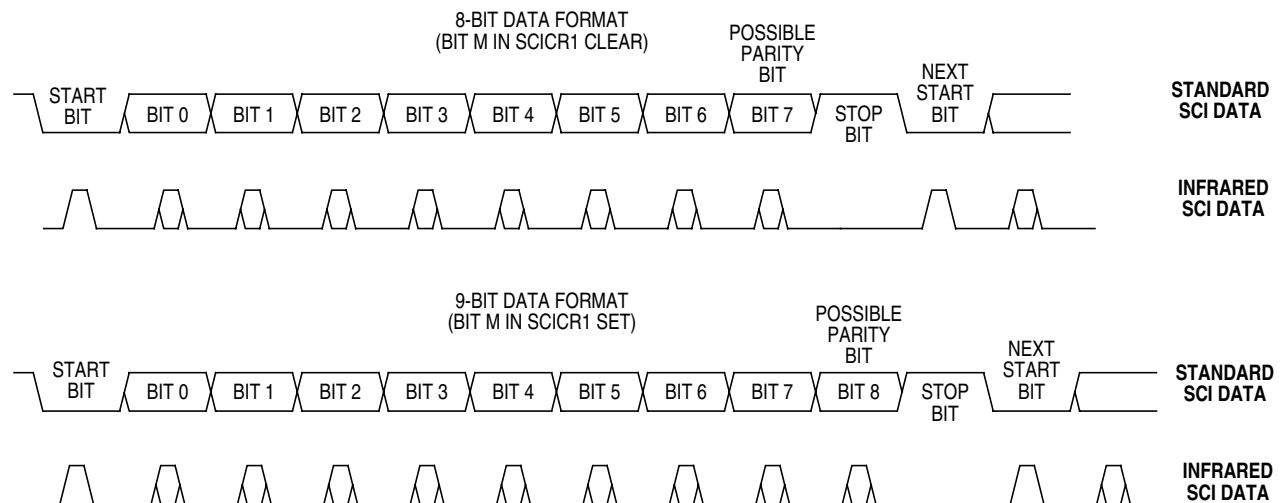 8-BIT DATA FORMAT
(BIT M IN SCICR1 CLEAR)
POSSIBLE
PARITY
BIT
START
BIT
BIT 0
BIT 1
BIT 2
BIT 3
BIT 4
BIT 5
BIT 6
BIT 7
STOP
BIT
NEXT
START
BIT
STANDARD
SCI DATA
INFRARED
SCI DATA
9-BIT DATA FORMAT
(BIT M IN SCICR1 SET)
POSSIBLE
PARITY
BIT
START
BIT
BIT 0
BIT 1
BIT 2
BIT 3
BIT 4
BIT 5
BIT 6
BIT 7
BIT 8
STOP
BIT
NEXT
START
BIT
STANDARD
SCI DATA
INFRARED
SCI DATA